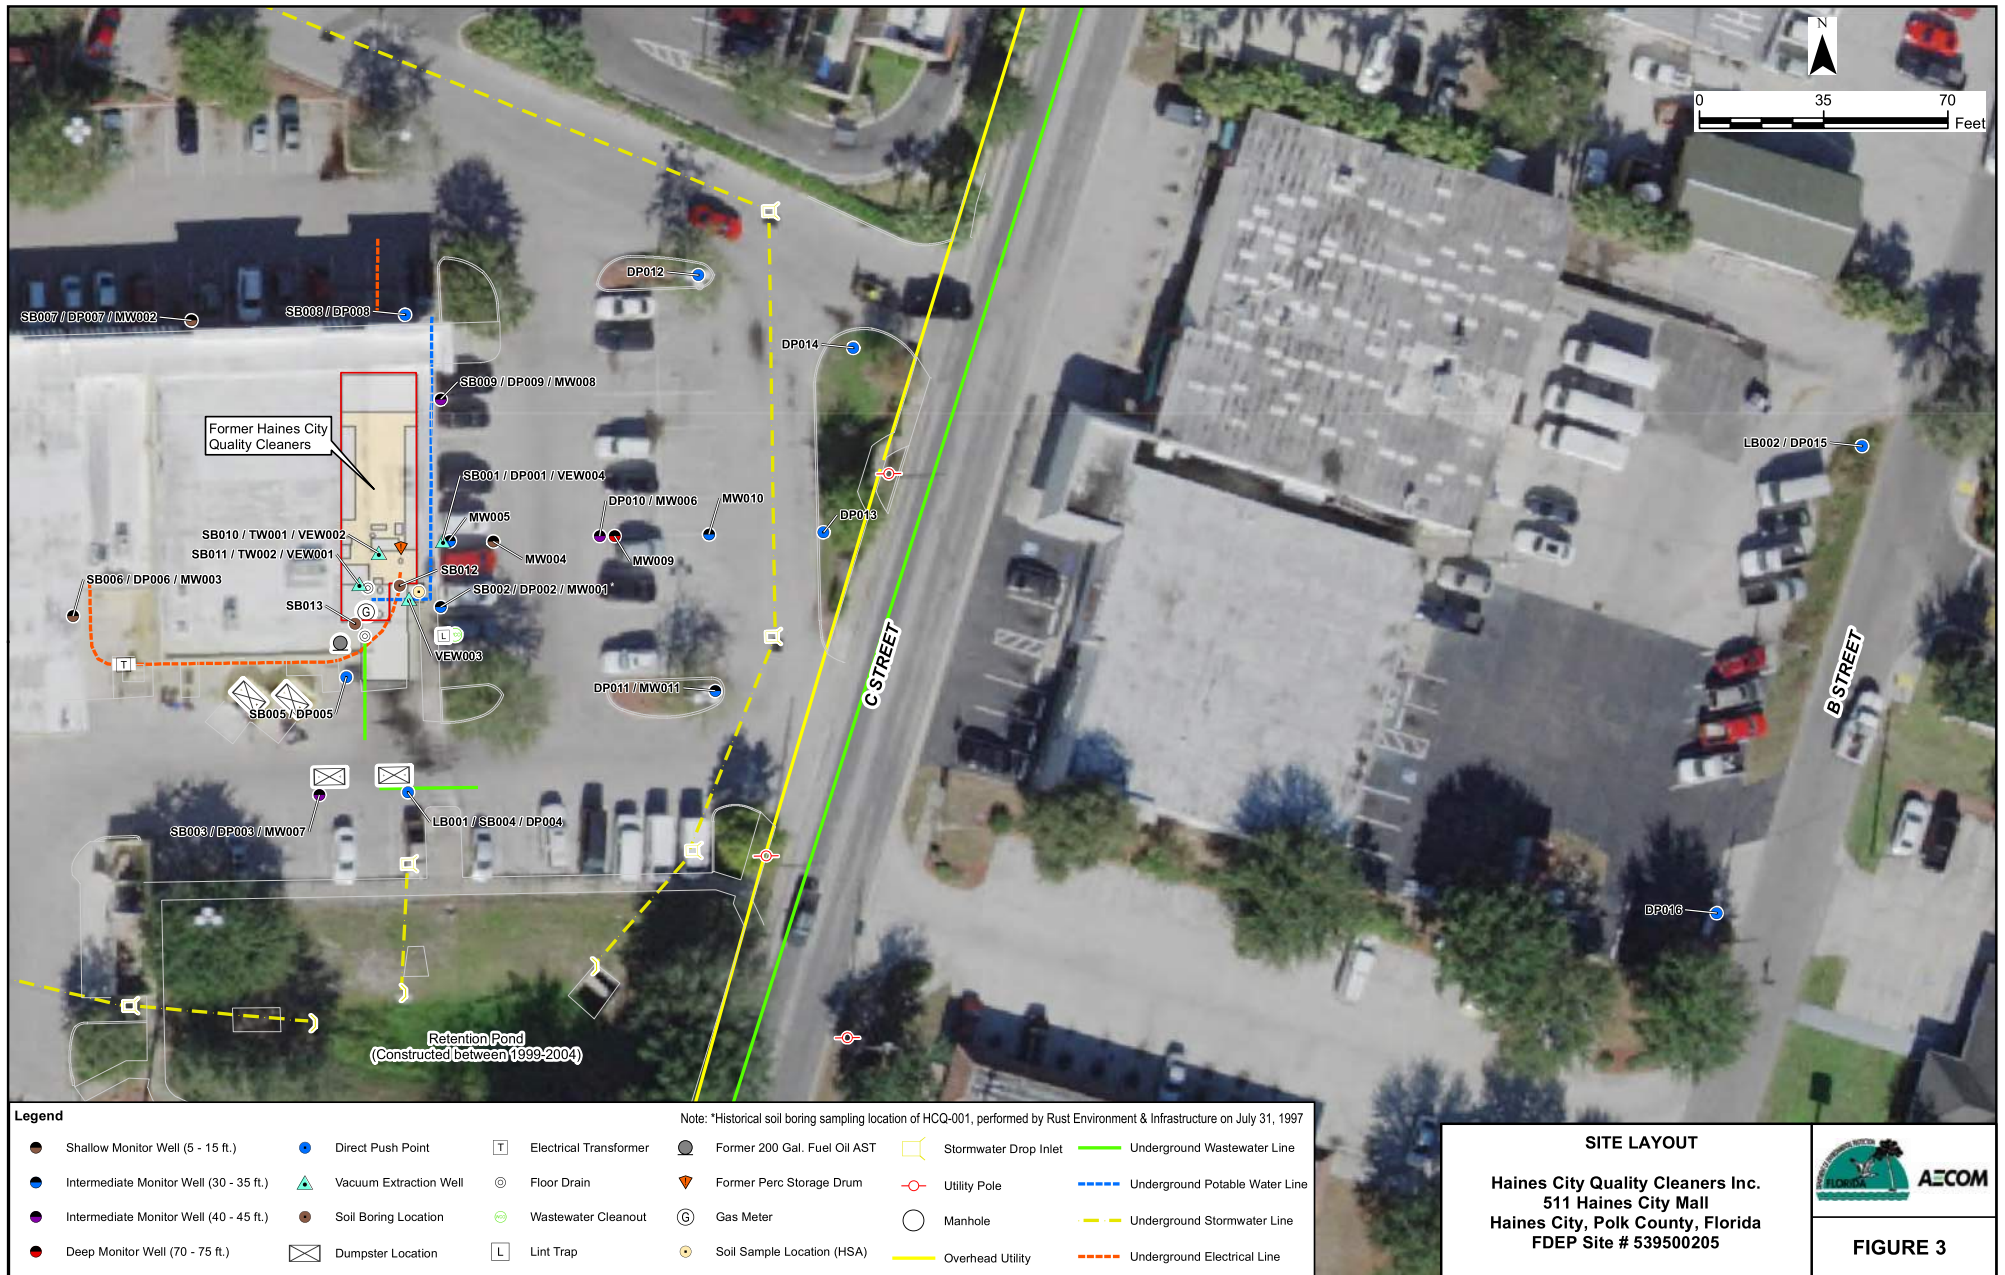 N
0 35 70
Feet
DP012
SB007 / DP007 / MW002
SB008 / DP008
DP014
SB009 / DP009 / MW008
Former Haines City
Quality Cleaners
LB002 / DP015
SB001 / DP001 / VEW004
DP010 / MW006
MW010
MW005
DP013
SB010 / TW001 / VEW002
SB011 / TW002 / VEW001
MW004
MW009
SB012
SB006 / DP006 / MW003
SB002 / DP002 / MW001*
SB013
G
L
VEW003
T
C STREET
B STREET
DP011 / MW011
SB005 / DP005
SB003 / DP003 / MW007
LB001 / SB004 / DP004
DP016
Retention Pond
(Constructed between 1999-2004)
Legend
Note: *Historical soil boring sampling location of HCQ-001, performed by Rust Environment & Infrastructure on July 31, 1997
Shallow Monitor Well (5 - 15 ft.)
Intermediate Monitor Well (30 - 35 ft.)
Intermediate Monitor Well (40 - 45 ft.)
Deep Monitor Well (70 - 75 ft.)
Direct Push Point
Vacuum Extraction Well
Soil Boring Location
Dumpster Location
T Electrical Transformer
Floor Drain
Wastewater Cleanout
L Lint Trap
Former 200 Gal. Fuel Oil AST
Former Perc Storage Drum
G Gas Meter
Soil Sample Location (HSA)
Stormwater Drop Inlet
Utility Pole
Manhole
Overhead Utility
Underground Wastewater Line
Underground Potable Water Line
Underground Stormwater Line
Underground Electrical Line
SITE LAYOUT
Haines City Quality Cleaners Inc.
511 Haines City Mall
Haines City, Polk County, Florida
FDEP Site # 539500205
FLORIDA
AECOM
FIGURE 3